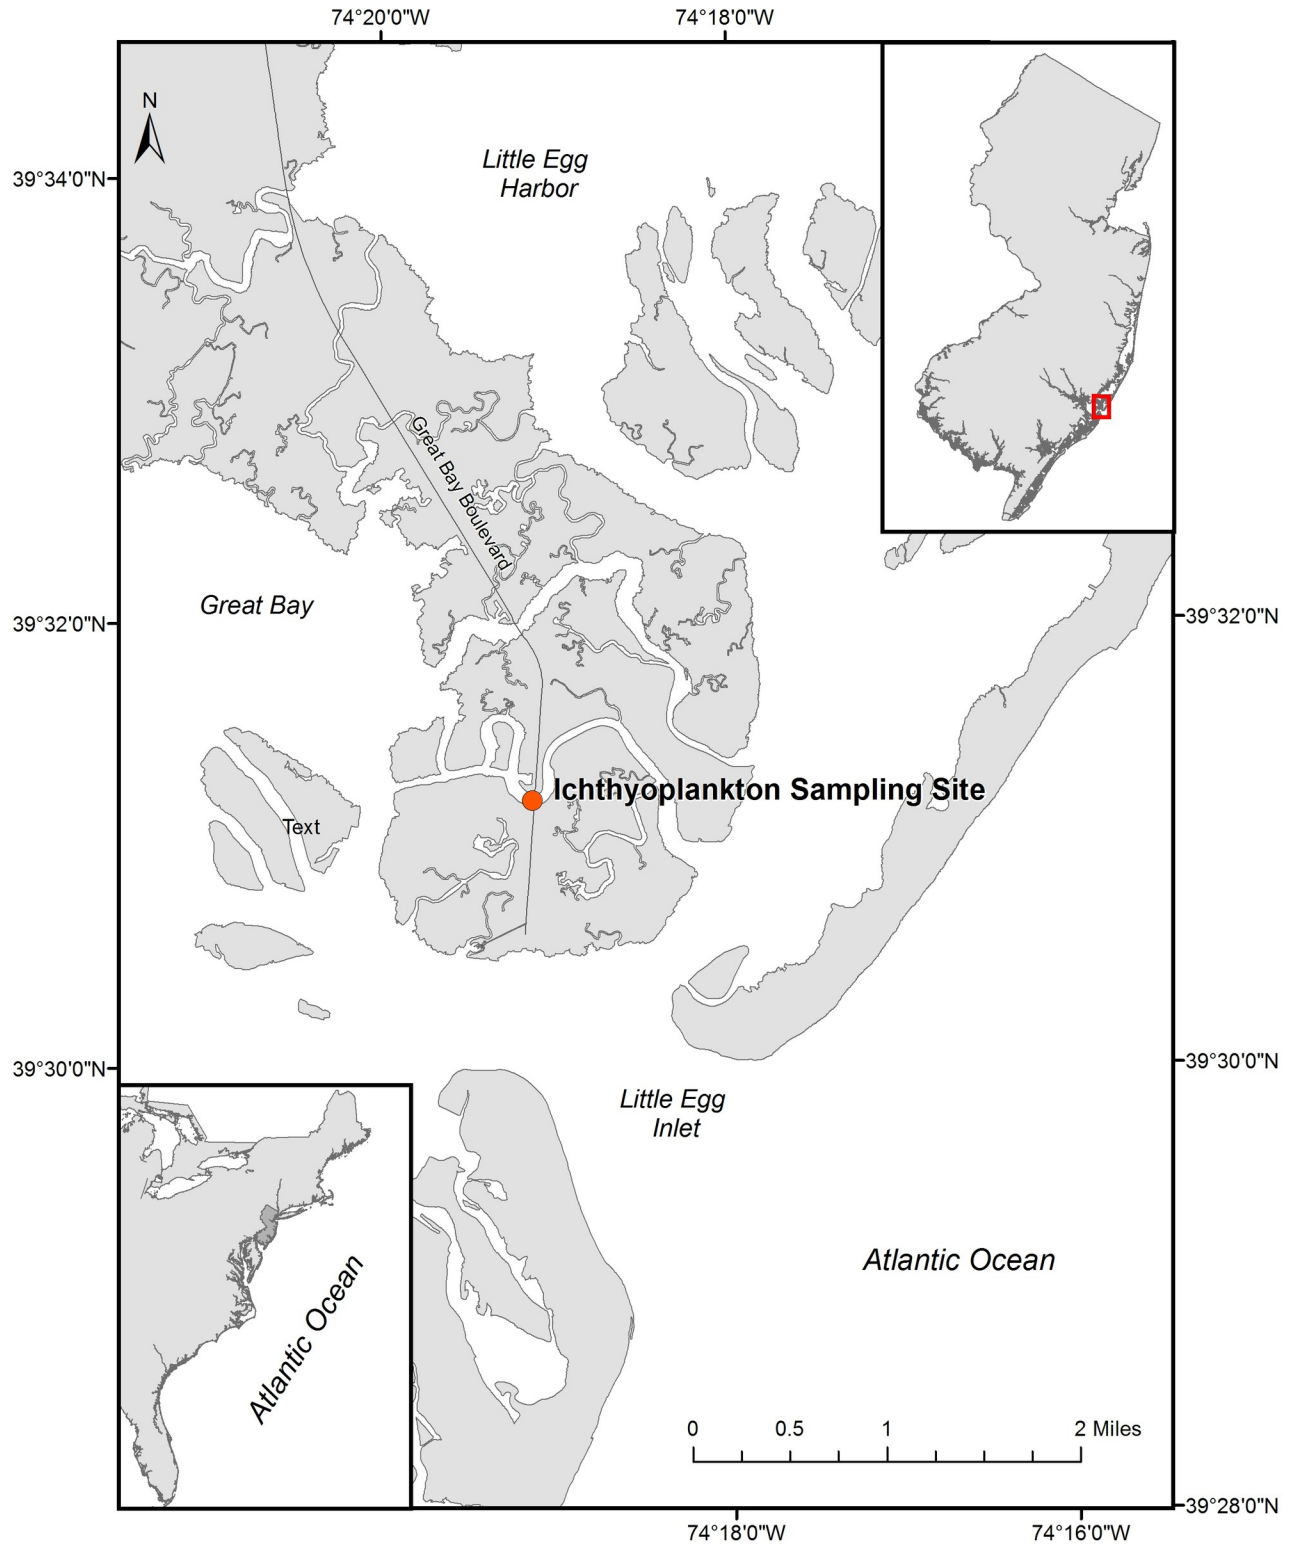 74°20'0"W
74°18'0"W
N
39°34'0"N
Little Egg
Harbor
Great Bay Boulevard
Great Bay
39°32'0"N
39°32'0"N
Ichthyoplankton Sampling Site
Text
39°30'0"N
39°30'0"N
Little Egg
Inlet
Atlantic Ocean
Atlantic Ocean
0 0.5 1 2 Miles
39°28'0"N
74°18'0"W
74°16'0"W